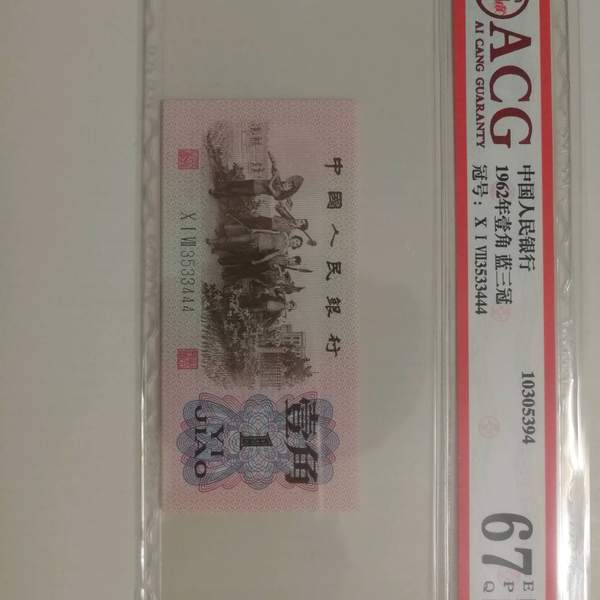 ACG
AI CANG GUARANTY
中国人民银行
1962年壹角 蓝三冠
冠号：X I VII3533444
10305394
67
E
P
Q
中國人民銀行
X I VII 3533444
壹角
1
YI
JIAO